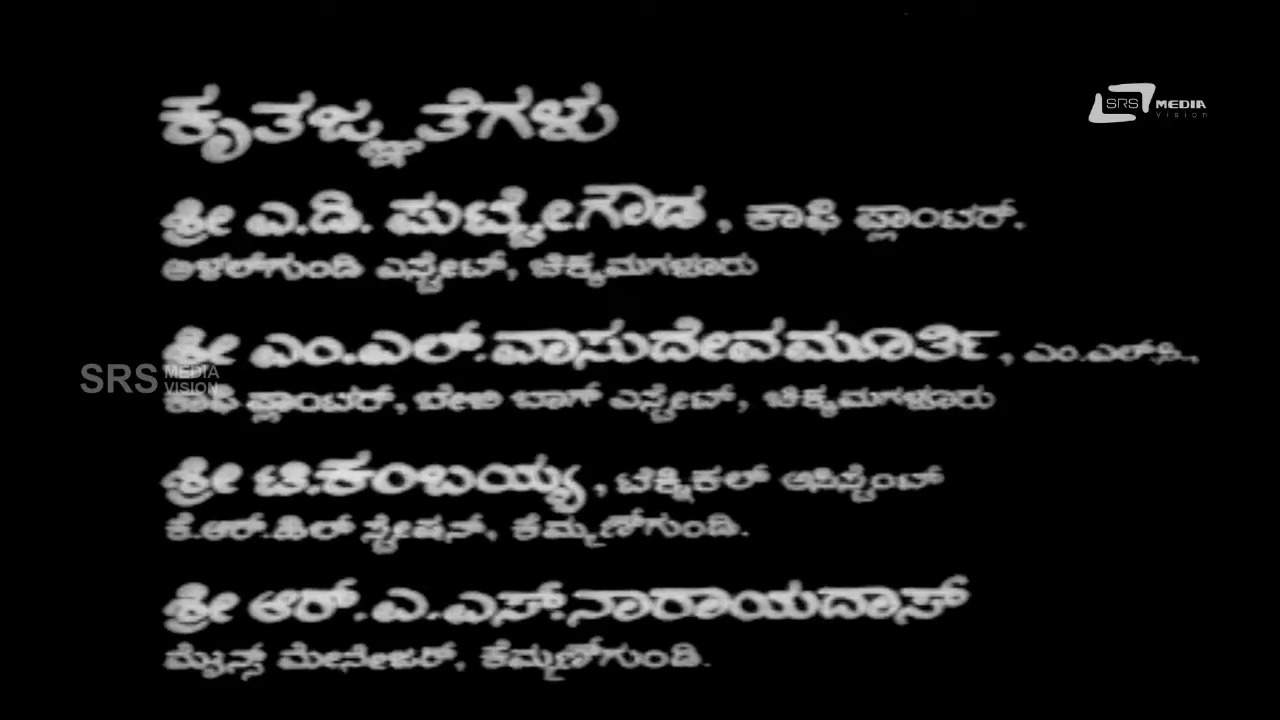 ಕೃತಜ್ಞತೆಗಳು
SRS MEDIA
Vision
ಶ್ರೀ ಎ.ಡಿ. ಪುಟ್ಟೇಗೌಡ, ಕಾಫಿ ಪ್ಲಾಂಟರ್.
ಅಳಲ್‌ಗುಂಡಿ ಎಸ್ಟೇಟ್, ಚಿಕ್ಕಮಗಳೂರು
ಶ್ರೀ ಎಂ.ಎಲ್.ವಾಸುದೇವಮೂರ್ತಿ, ಎಂ.ಎಲ್.ಸಿ.,
SRS MEDIA VISION
ಕಾಫಿ ಪ್ಲಾಂಟರ್, ಬೇಬಿ ಬಾಗ್ ಎಸ್ಟೇಟ್, ಚಿಕ್ಕಮಗಳೂರು
ಶ್ರೀ ಟಿ.ಕಂಬಯ್ಯ, ಟೆಕ್ನಿಕಲ್ ಅಸಿಸ್ಟೆಂಟ್
ಕೆ.ಆರ್.ಹಿಲ್ ಸ್ಟೇಷನ್, ಕೆಮ್ಮಣ್‌ಗುಂಡಿ.
ಶ್ರೀ ಆರ್.ಎ.ಎಸ್.ನಾರಾಯದಾಸ್
ಮೈನ್ಸ್ ಮೇನೇಜರ್, ಕೆಮ್ಮಣ್‌ಗುಂಡಿ.